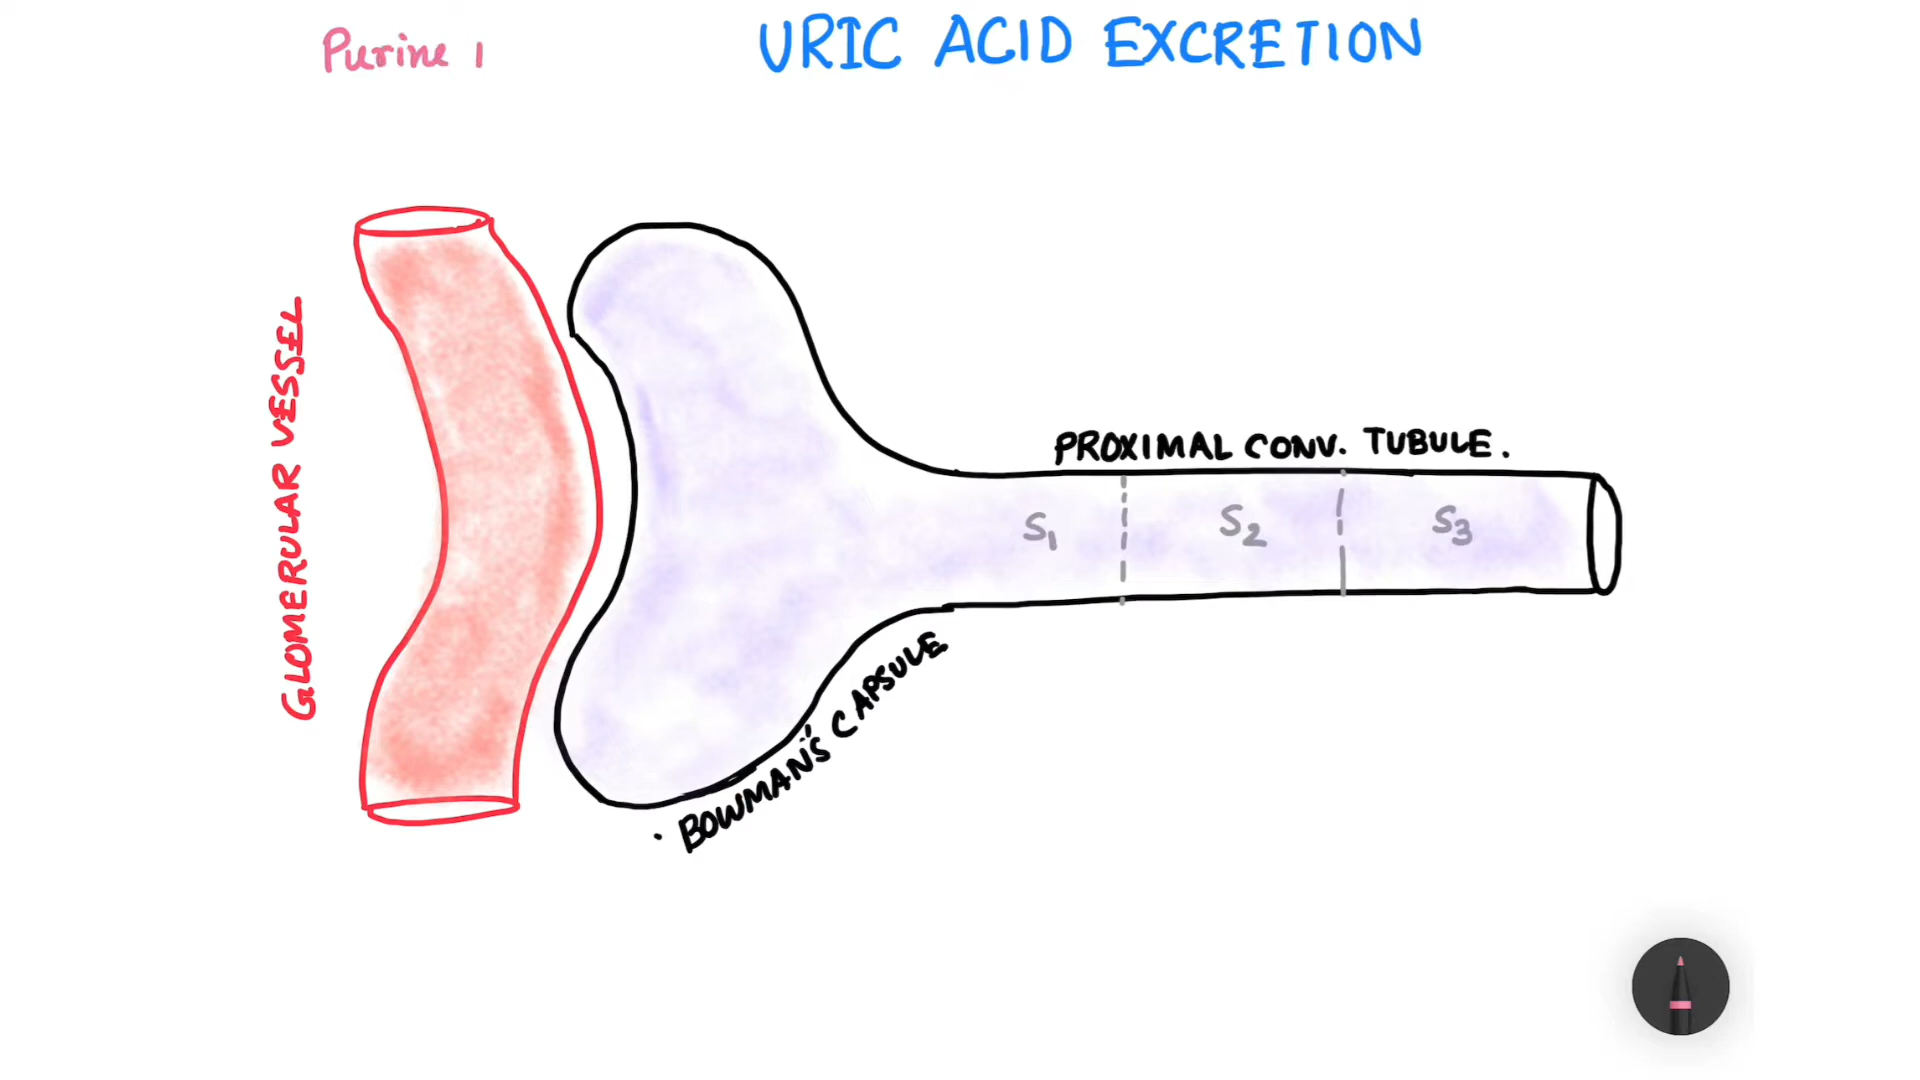 Purine 1
URIC ACID EXCRETION
GLOMERULAR VESSEL
PROXIMAL CONV. TUBULE.
S1
S2
S3
BOWMAN'S CAPSULE